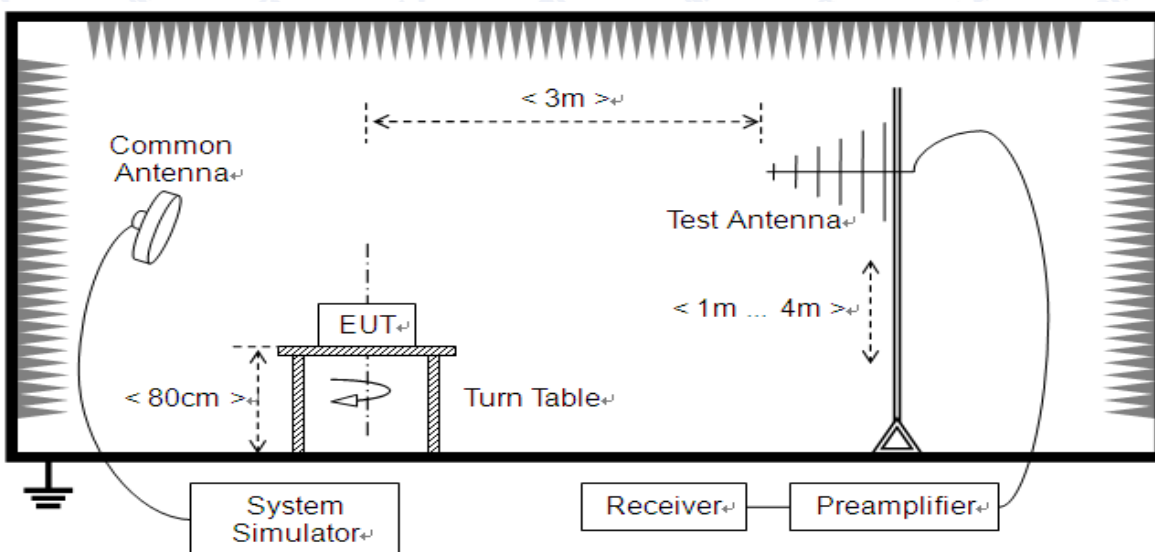 < 3m >
Common
Antenna
Test Antenna
< 1m ... 4m >
EUT
< 80cm >
Turn Table
System
Simulator
Receiver
Preamplifier